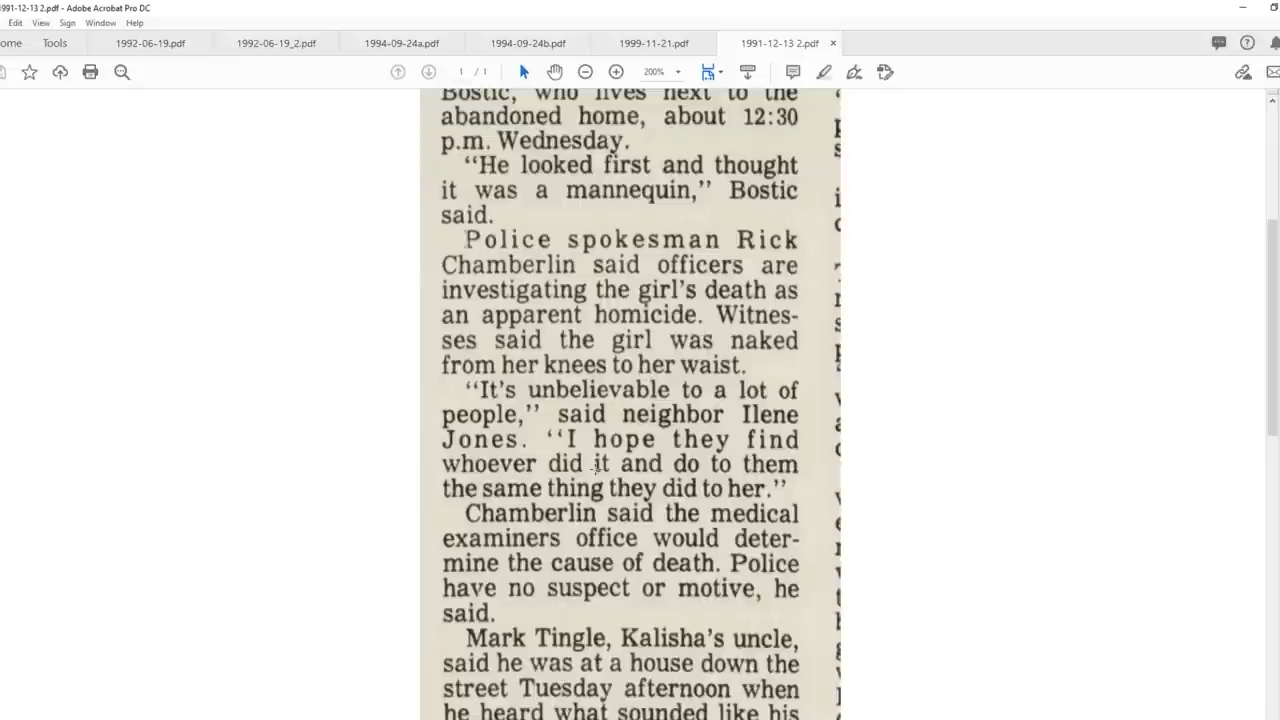 1991-12-13 2.pdf - Adobe Acrobat Pro DC
Edit View Sign Window Help
ome Tools 1992-06-19.pdf 1992-06-19_2.pdf 1994-09-24a.pdf 1994-09-24b.pdf 1999-11-21.pdf 1991-12-13 2.pdf ×
1 / 1 200%
Bostic, who lives next to the
abandoned home, about 12:30
p.m. Wednesday.
“He looked first and thought
it was a mannequin,” Bostic
said.
Police spokesman Rick
Chamberlin said officers are
investigating the girl’s death as
an apparent homicide. Witnes-
ses said the girl was naked
from her knees to her waist.
“It’s unbelievable to a lot of
people,” said neighbor Ilene
Jones. “I hope they find
whoever did it and do to them
the same thing they did to her.”
Chamberlin said the medical
examiners office would deter-
mine the cause of death. Police
have no suspect or motive, he
said.
Mark Tingle, Kalisha’s uncle,
said he was at a house down the
street Tuesday afternoon when
he heard what sounded like his